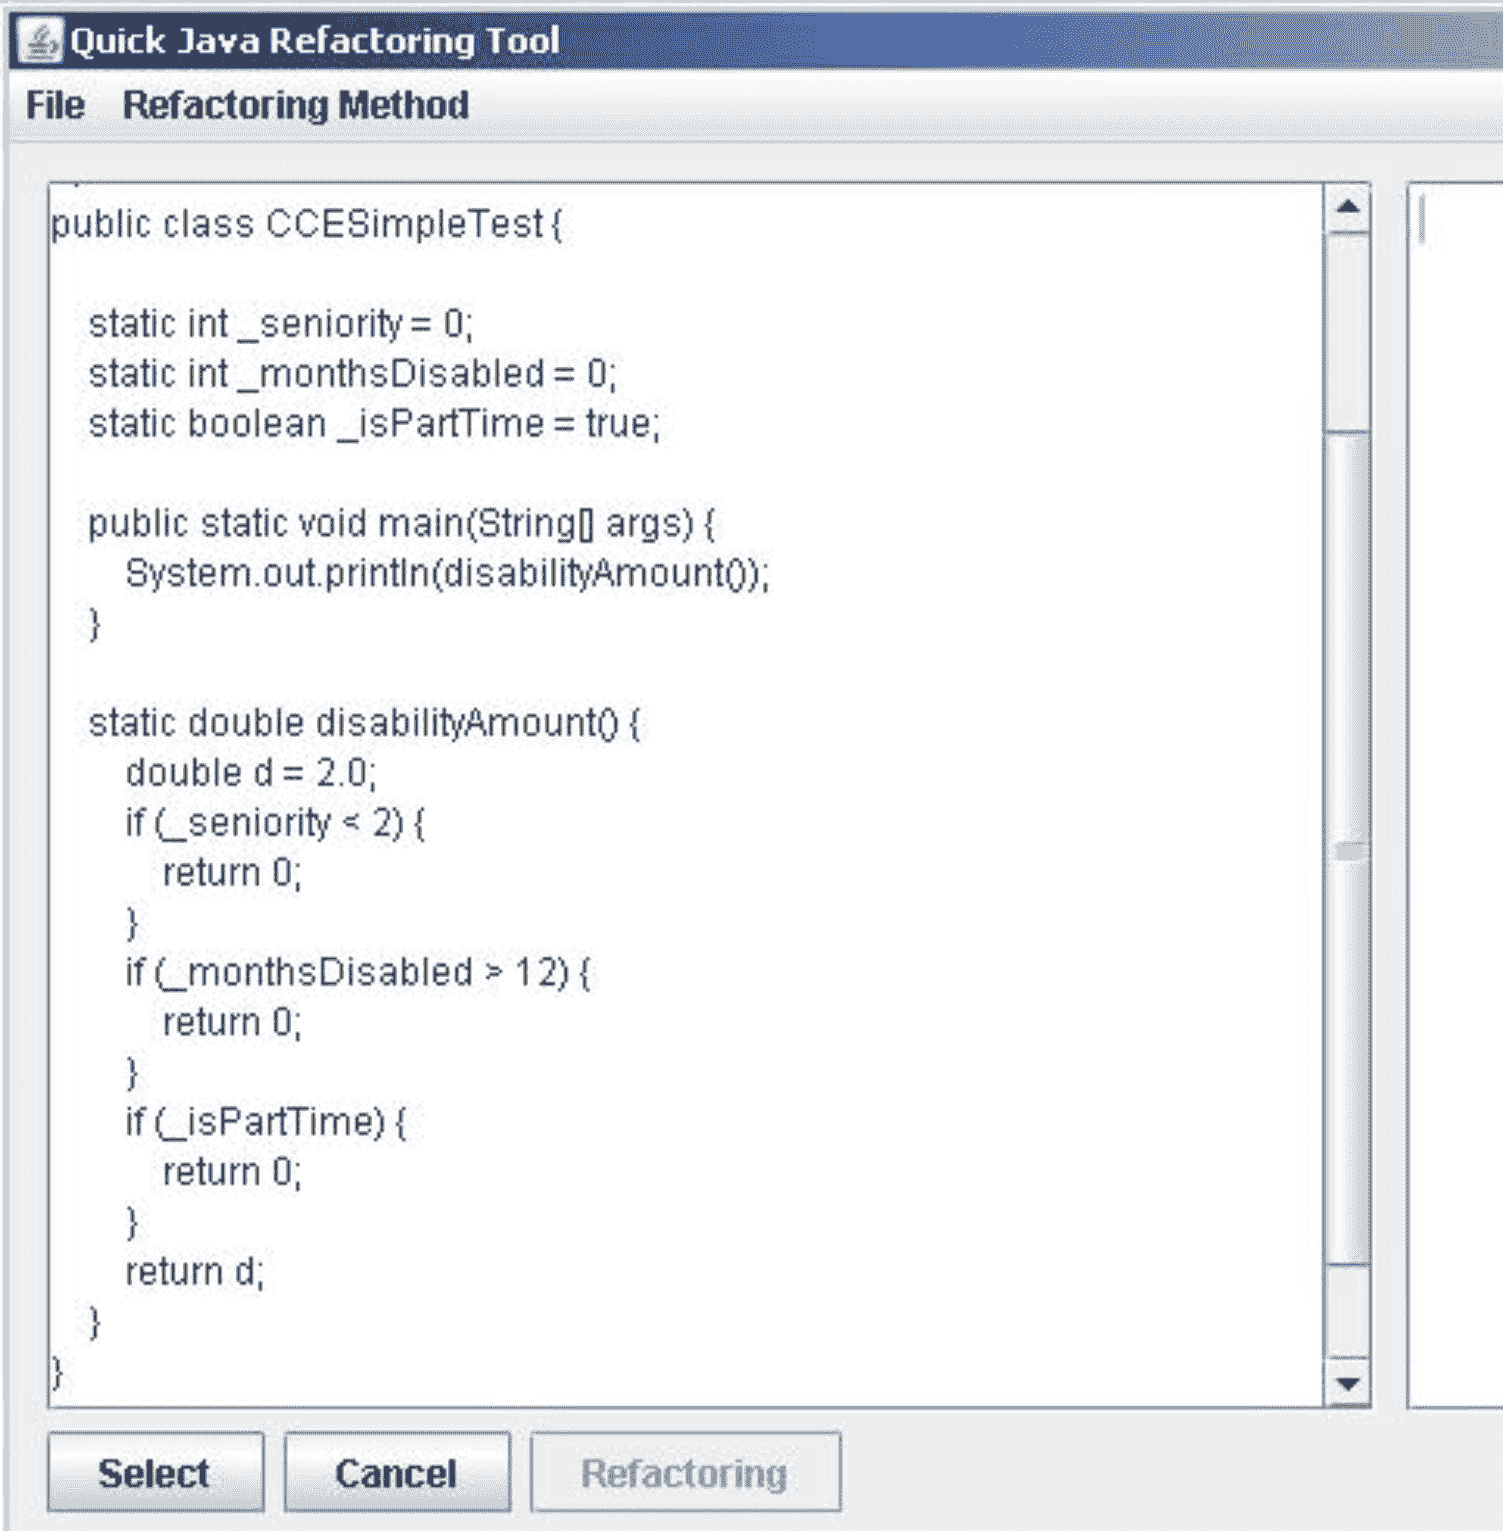 Quick Java Refactoring Tool
File Refactoring Method
public class CCESimpleTest {
static int _seniority = 0;
static int _monthsDisabled = 0;
static boolean _isPartTime = true;
public static void main(String[] args) {
System.out.println(disabilityAmount());
}
static double disabilityAmount() {
double d = 2.0;
if (_seniority < 2) {
return 0;
}
if (_monthsDisabled > 12) {
return 0;
}
if (_isPartTime) {
return 0;
}
return d;
}
}
Select Cancel Refactoring